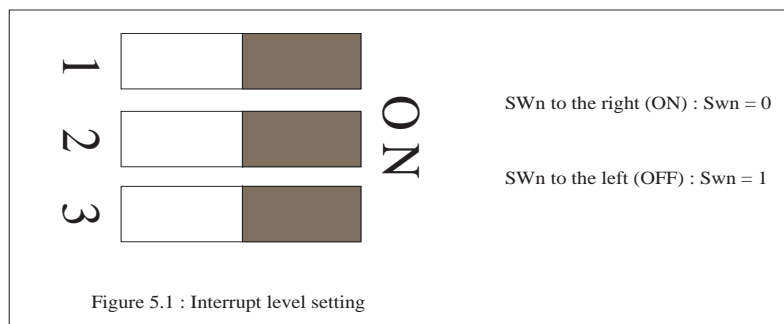 1
2
3
ON
SWn to the right (ON) : Swn = 0
SWn to the left (OFF) : Swn = 1
Figure 5.1 : Interrupt level setting